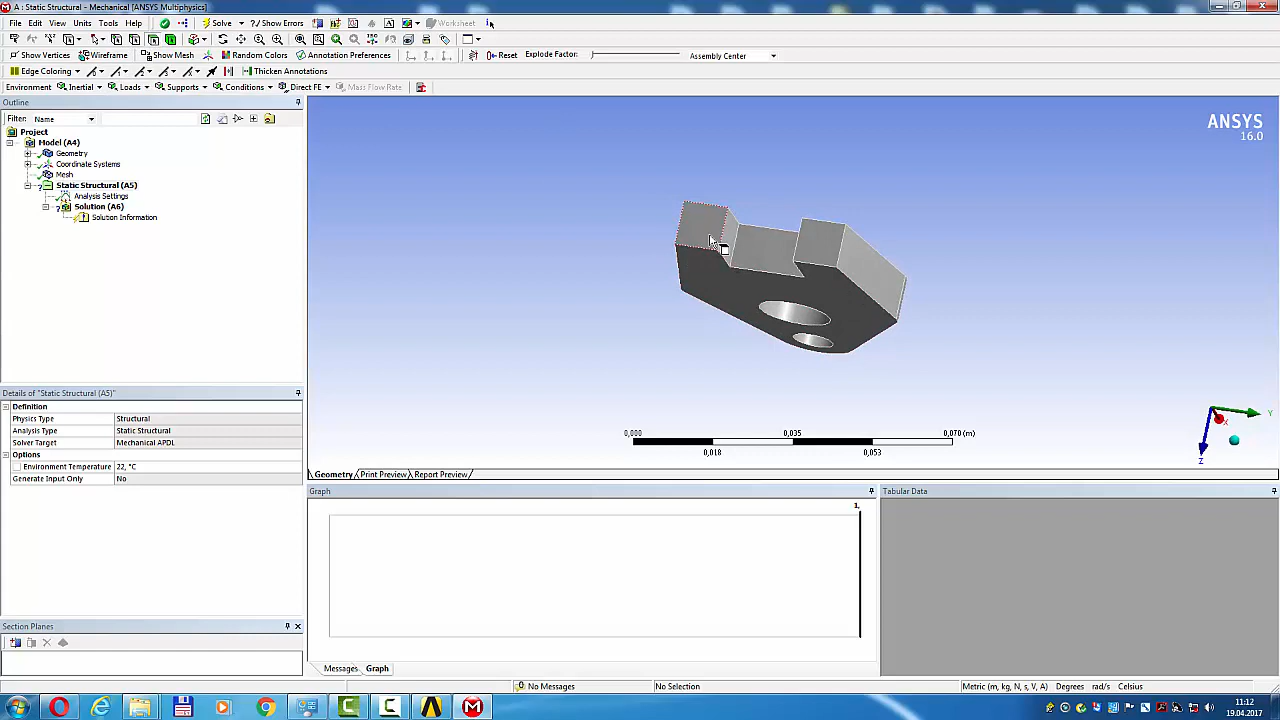 A : Static Structural - Mechanical [ANSYS Multiphysics]
File Edit View Units Tools Help Solve Show Errors Worksheet
Show Vertices Wireframe Show Mesh Random Colors Annotation Preferences Reset Explode Factor: Assembly Center
Edge Coloring Thicken Annotations
Environment Inertial Loads Supports Conditions Direct FE Mass Flow Rate
Outline
Filter: Name
Project
Model (A4)
Geometry
Coordinate Systems
Mesh
Static Structural (A5)
Analysis Settings
Solution (A6)
Solution Information
ANSYS
16.0
0,000 0,035 0,070 (m)
0,018 0,053
Y
X
Z
Geometry Print Preview Report Preview
Details of "Static Structural (A5)"
Definition
Physics Type Structural
Analysis Type Static Structural
Solver Target Mechanical APDL
Options
Environment Temperature 22, °C
Generate Input Only No
Graph
1,
Tabular Data
Section Planes
Messages Graph
No Messages No Selection Metric (m, kg, N, s, V, A) Degrees rad/s Celsius
11:12
19.04.2017